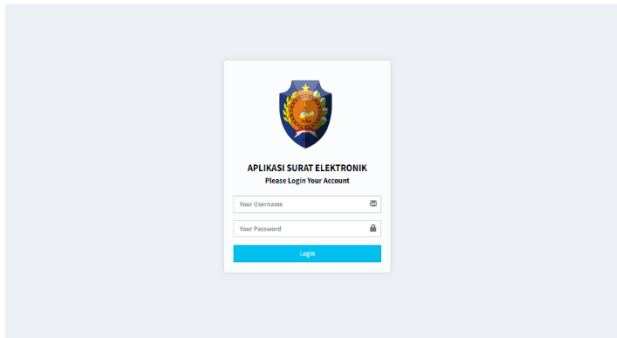 APLIKASI SURAT ELEKTRONIK
Please Login Your Account
Your Username
Your Password
Login